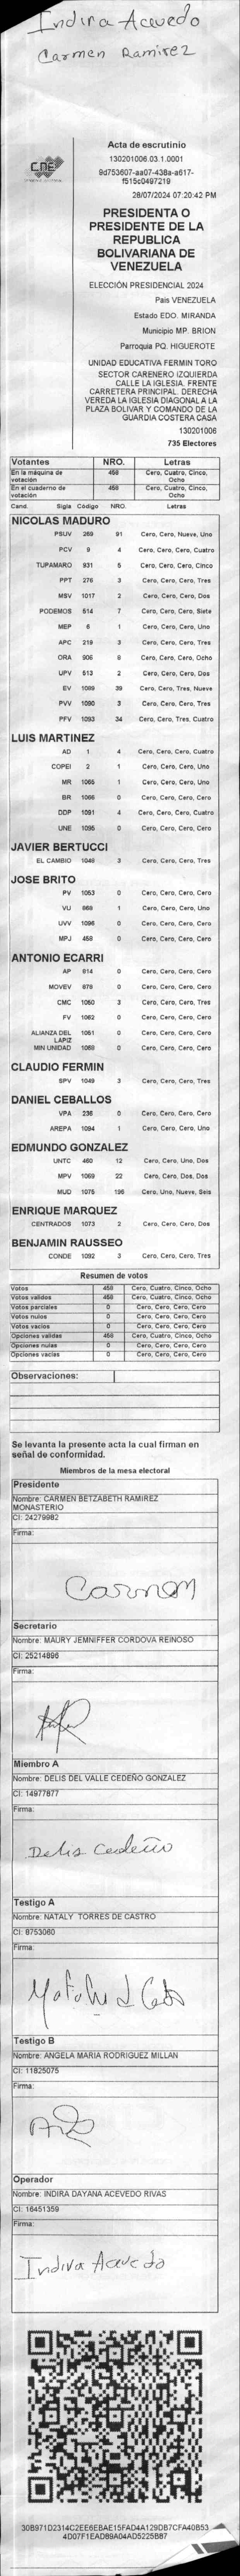 Indira Acevedo
Carmen Ramirez
CNE
Acta de escrutinio
130201006.03.1.0001
9d753607-aa07-438a-a617-
f515c0497219
28/07/2024 07:20:42 PM
PRESIDENTA O
PRESIDENTE DE LA
REPUBLICA
BOLIVARIANA DE
VENEZUELA
ELECCIÓN PRESIDENCIAL 2024
Pais VENEZUELA
Estado EDO. MIRANDA
Municipio MP. BRION
Parroquia PQ. HIGUEROTE
UNIDAD EDUCATIVA FERMIN TORO
SECTOR CARENERO IZQUIERDA
CALLE LA IGLESIA. FRENTE
CARRETERA PRINCIPAL. DERECHA
VEREDA LA IGLESIA DIAGONAL A LA
PLAZA BOLIVAR Y COMANDO DE LA
GUARDIA COSTERA CASA
130201006
735 Electores
Votantes NRO. Letras
En la máquina de votación 458 Cero, Cuatro, Cinco, Ocho
En el cuaderno de votación 458 Cero, Cuatro, Cinco, Ocho
Cand. Sigla Código NRO. Letras
NICOLAS MADURO
PSUV 269 91 Cero, Cero, Nueve, Uno
PCV 9 4 Cero, Cero, Cero, Cuatro
TUPAMARO 931 5 Cero, Cero, Cero, Cinco
PPT 276 3 Cero, Cero, Cero, Tres
MSV 1017 2 Cero, Cero, Cero, Dos
PODEMOS 514 7 Cero, Cero, Cero, Siete
MEP 6 1 Cero, Cero, Cero, Uno
APC 219 3 Cero, Cero, Cero, Tres
ORA 906 8 Cero, Cero, Cero, Ocho
UPV 513 2 Cero, Cero, Cero, Dos
EV 1089 39 Cero, Cero, Tres, Nueve
PVV 1090 3 Cero, Cero, Cero, Tres
PFV 1093 34 Cero, Cero, Tres, Cuatro
LUIS MARTINEZ
AD 1 4 Cero, Cero, Cero, Cuatro
COPEI 2 1 Cero, Cero, Cero, Uno
MR 1065 1 Cero, Cero, Cero, Uno
BR 1066 0 Cero, Cero, Cero, Cero
DDP 1091 4 Cero, Cero, Cero, Cuatro
UNE 1095 0 Cero, Cero, Cero, Cero
JAVIER BERTUCCI
EL CAMBIO 1048 3 Cero, Cero, Cero, Tres
JOSE BRITO
PV 1053 0 Cero, Cero, Cero, Cero
VU 868 1 Cero, Cero, Cero, Uno
UVV 1096 0 Cero, Cero, Cero, Cero
MPJ 458 0 Cero, Cero, Cero, Cero
ANTONIO ECARRI
AP 814 0 Cero, Cero, Cero, Cero
MOVEV 878 0 Cero, Cero, Cero, Cero
CMC 1050 3 Cero, Cero, Cero, Tres
FV 1062 0 Cero, Cero, Cero, Cero
ALIANZA DEL LAPIZ 1051 0 Cero, Cero, Cero, Cero
MIN UNIDAD 1069 0 Cero, Cero, Cero, Cero
CLAUDIO FERMIN
SPV 1049 3 Cero, Cero, Cero, Tres
DANIEL CEBALLOS
VPA 236 0 Cero, Cero, Cero, Cero
AREPA 1094 1 Cero, Cero, Cero, Uno
EDMUNDO GONZALEZ
UNTC 460 12 Cero, Cero, Uno, Dos
MPV 1069 22 Cero, Cero, Dos, Dos
MUD 1075 196 Cero, Uno, Nueve, Seis
ENRIQUE MARQUEZ
CENTRADOS 1073 2 Cero, Cero, Cero, Dos
BENJAMIN RAUSSEO
CONDE 1092 3 Cero, Cero, Cero, Tres
Resumen de votos
Votos 458 Cero, Cuatro, Cinco, Ocho
Votos validos 458 Cero, Cuatro, Cinco, Ocho
Votos parciales 0 Cero, Cero, Cero, Cero
Votos nulos 0 Cero, Cero, Cero, Cero
Votos vacios 0 Cero, Cero, Cero, Cero
Opciones validas 458 Cero, Cuatro, Cinco, Ocho
Opciones nulas 0 Cero, Cero, Cero, Cero
Opciones vacias 0 Cero, Cero, Cero, Cero
Observaciones:
Se levanta la presente acta la cual firman en
señal de conformidad.
Miembros de la mesa electoral
Presidente
Nombre: CARMEN BETZABETH RAMIREZ
MONASTERIO
CI: 24279982
Firma:
Carmen
Secretario
Nombre: MAURY JEMNIFFER CORDOVA REINOSO
CI: 25214896
Firma:
Miembro A
Nombre: DELIS DEL VALLE CEDEÑO GONZALEZ
CI: 14977877
Firma:
Delis Cedeño
Testigo A
Nombre: NATALY TORRES DE CASTRO
CI: 8753060
Firma:
Testigo B
Nombre: ANGELA MARIA RODRIGUEZ MILLAN
CI: 11825075
Firma:
Operador
Nombre: INDIRA DAYANA ACEVEDO RIVAS
CI: 16451359
Firma:
Indira Acevedo
30B971D2314C2EE6EBAE15FAD4A129DB7CFA40B53
4D07F1EAD89A04AD5225B87